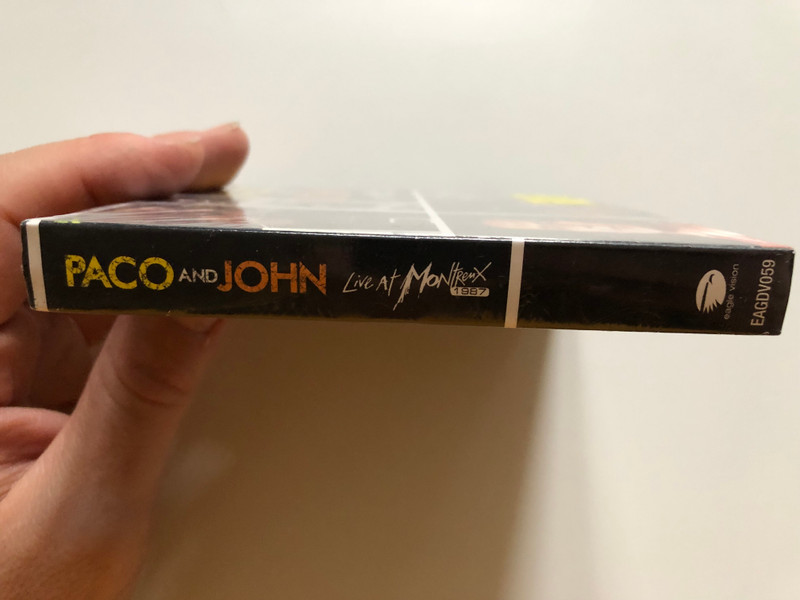 PACO AND JOHN Live At Montreux
1987
eagle vision
EAGDV059